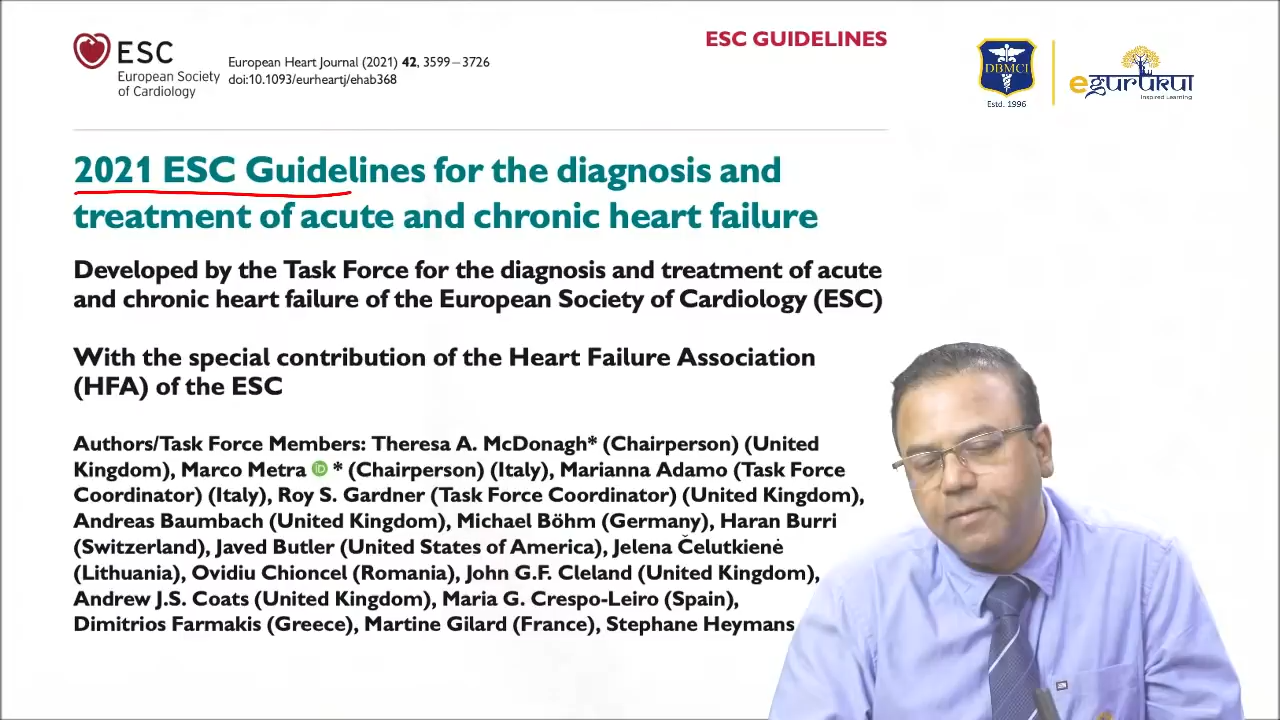 ESC
European Society
of Cardiology
European Heart Journal (2021) 42, 3599–3726
doi:10.1093/eurheartj/ehab368
ESC GUIDELINES
DBMCI
Estd. 1996
egurukul
Inspired Learning
2021 ESC Guidelines for the diagnosis and
treatment of acute and chronic heart failure
Developed by the Task Force for the diagnosis and treatment of acute
and chronic heart failure of the European Society of Cardiology (ESC)
With the special contribution of the Heart Failure Association
(HFA) of the ESC
Authors/Task Force Members: Theresa A. McDonagh* (Chairperson) (United
Kingdom), Marco Metra iD * (Chairperson) (Italy), Marianna Adamo (Task Force
Coordinator) (Italy), Roy S. Gardner (Task Force Coordinator) (United Kingdom),
Andreas Baumbach (United Kingdom), Michael Böhm (Germany), Haran Burri
(Switzerland), Javed Butler (United States of America), Jelena Čelutkienė
(Lithuania), Ovidiu Chioncel (Romania), John G.F. Cleland (United Kingdom),
Andrew J.S. Coats (United Kingdom), Maria G. Crespo-Leiro (Spain),
Dimitrios Farmakis (Greece), Martine Gilard (France), Stephane Heymans